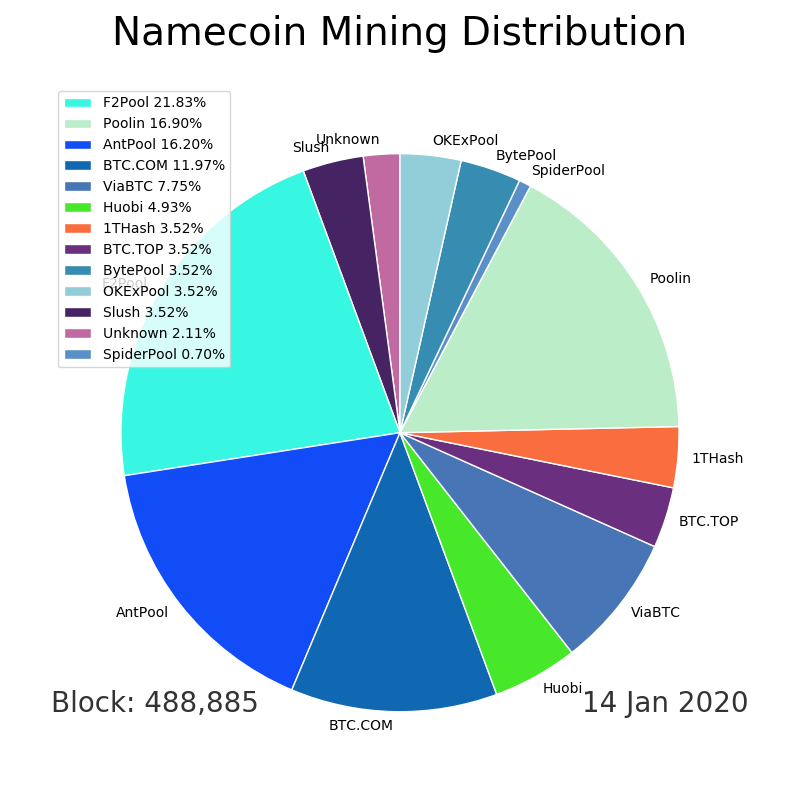 Namecoin Mining Distribution
F2Pool 21.83%
Poolin 16.90%
AntPool 16.20%
BTC.COM 11.97%
ViaBTC 7.75%
Huobi 4.93%
1THash 3.52%
BTC.TOP 3.52%
BytePool 3.52%
OKExPool 3.52%
Slush 3.52%
Unknown 2.11%
SpiderPool 0.70%
Slush
Unknown
OKExPool
BytePool
SpiderPool
Poolin
F2Pool
1THash
BTC.TOP
AntPool
ViaBTC
Huobi
BTC.COM
Block: 488,885
14 Jan 2020